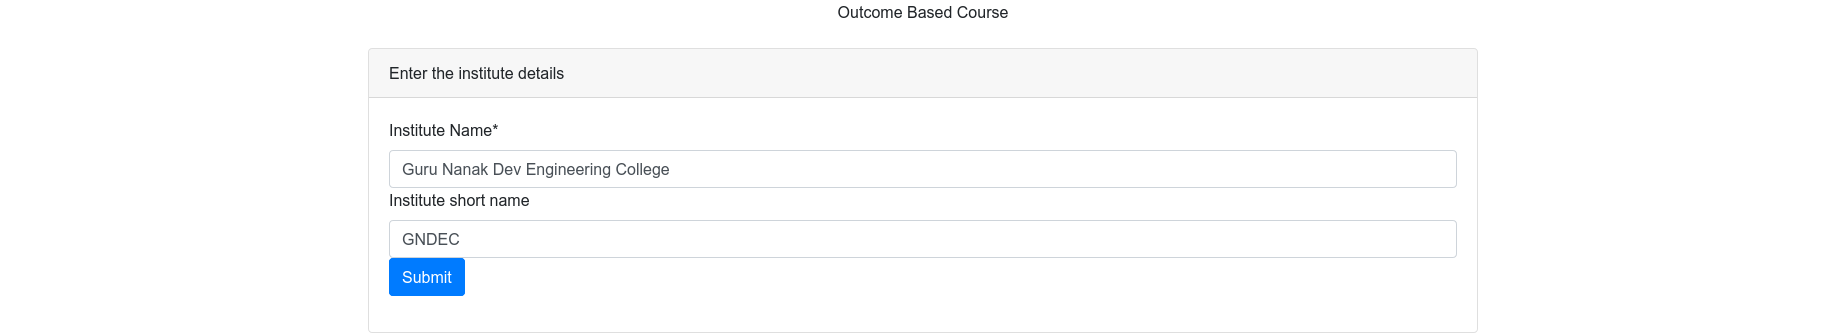 Outcome Based Course
Enter the institute details
Institute Name*
Guru Nanak Dev Engineering College
Institute short name
GNDEC
Submit